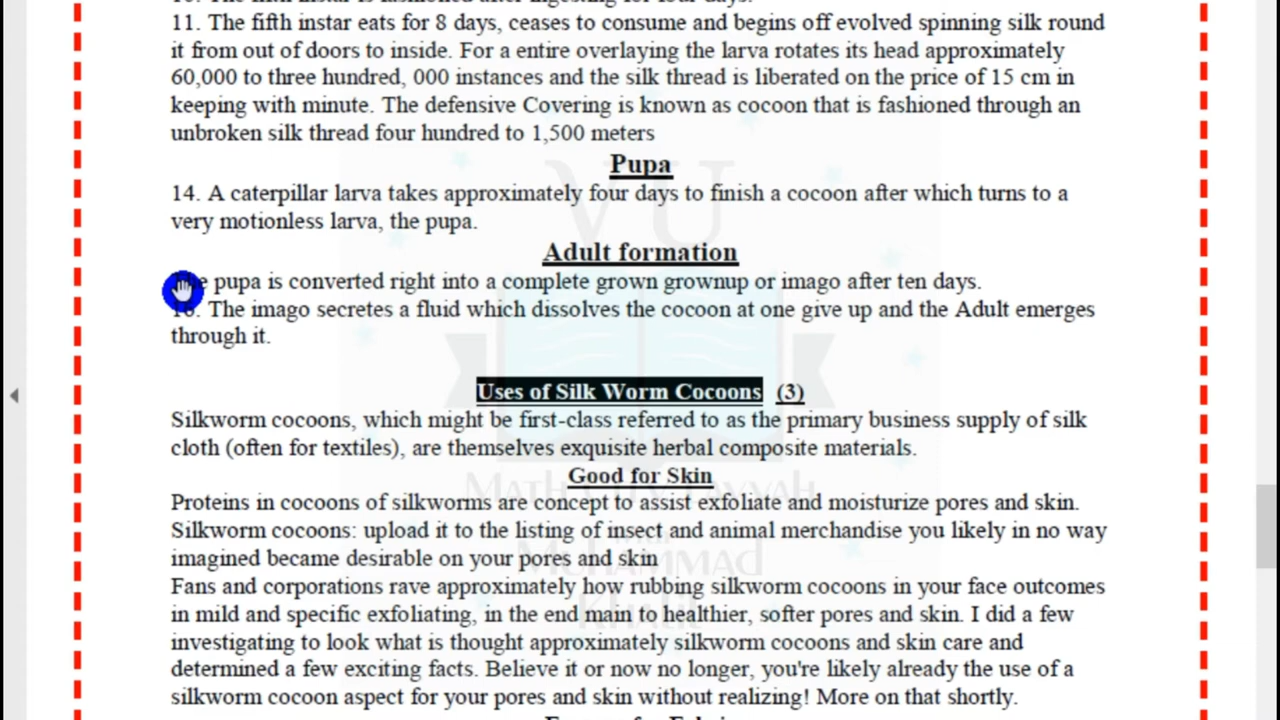 11. The fifth instar eats for 8 days, ceases to consume and begins off evolved spinning silk round
it from out of doors to inside. For a entire overlaying the larva rotates its head approximately
60,000 to three hundred, 000 instances and the silk thread is liberated on the price of 15 cm in
keeping with minute. The defensive Covering is known as cocoon that is fashioned through an
unbroken silk thread four hundred to 1,500 meters
Pupa
14. A caterpillar larva takes approximately four days to finish a cocoon after which turns to a
very motionless larva, the pupa.
Adult formation
pupa is converted right into a complete grown grownup or imago after ten days.
The imago secretes a fluid which dissolves the cocoon at one give up and the Adult emerges
through it.
Uses of Silk Worm Cocoons (3)
Silkworm cocoons, which might be first-class referred to as the primary business supply of silk
cloth (often for textiles), are themselves exquisite herbal composite materials.
Good for Skin
Proteins in cocoons of silkworms are concept to assist exfoliate and moisturize pores and skin.
Silkworm cocoons: upload it to the listing of insect and animal merchandise you likely in no way
imagined became desirable on your pores and skin
Fans and corporations rave approximately how rubbing silkworm cocoons in your face outcomes
in mild and specific exfoliating, in the end main to healthier, softer pores and skin. I did a few
investigating to look what is thought approximately silkworm cocoons and skin care and
determined a few exciting facts. Believe it or now no longer, you're likely already the use of a
silkworm cocoon aspect for your pores and skin without realizing! More on that shortly.
VU